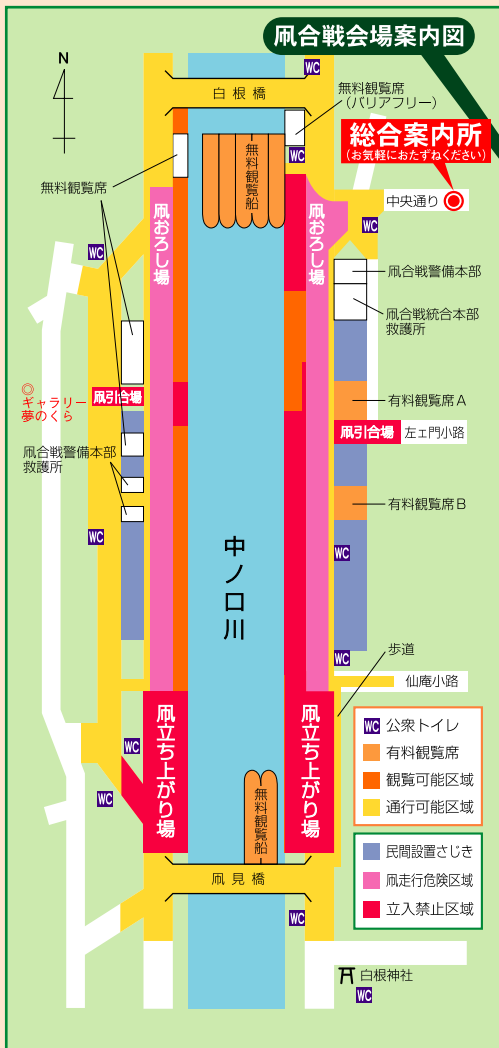 凧合戦会場案内図
N
WC
白根橋
無料観覧席
(バリアフリー)
総合案内所
(お気軽におたずねください)
WC
無料観覧船
無料観覧席
中央通り
凧おろし場
凧おろし場
WC
WC
凧合戦警備本部
凧合戦統合本部
救護所
◎
ギャラリー
夢のくら
凧引合場
有料観覧席A
凧引合場
左ェ門小路
凧合戦警備本部
救護所
有料観覧席B
WC
中ノ口川
WC
WC
歩道
仙庵小路
凧立ち上がり場
凧立ち上がり場
WC
WC
無料観覧船
WC 公衆トイレ
有料観覧席
観覧可能区域
通行可能区域
民間設置さじき
凧走行危険区域
立入禁止区域
凧見橋
WC
白根神社
WC